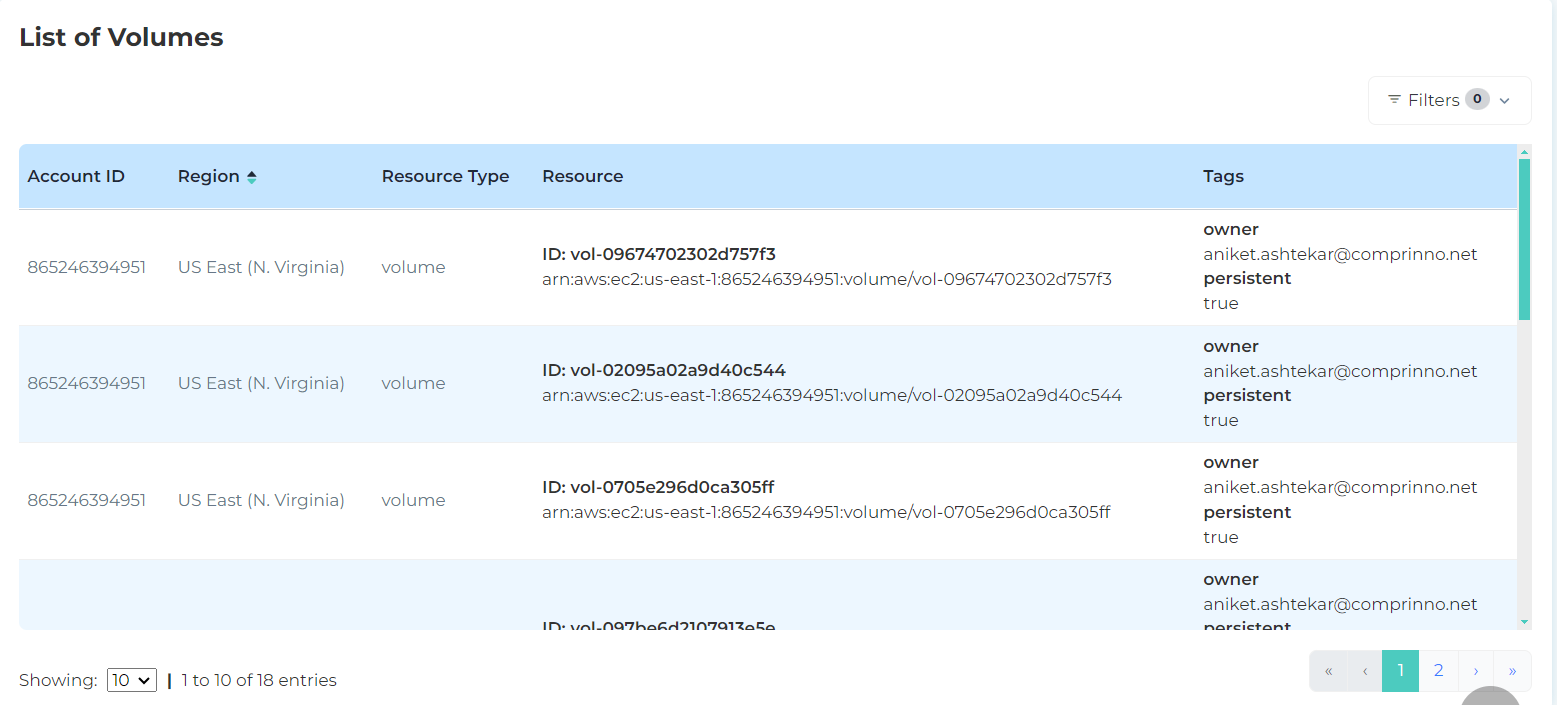 List of Volumes
Filters 0
Account ID Region Resource Type Resource Tags
owner
865246394951 US East (N. Virginia) volume ID: vol-09674702302d757f3 aniket.ashtekar@comprinno.net
arn:aws:ec2:us-east-1:865246394951:volume/vol-09674702302d757f3 persistent
true
owner
865246394951 US East (N. Virginia) volume ID: vol-02095a02a9d40c544 aniket.ashtekar@comprinno.net
arn:aws:ec2:us-east-1:865246394951:volume/vol-02095a02a9d40c544 persistent
true
owner
865246394951 US East (N. Virginia) volume ID: vol-0705e296d0ca305ff aniket.ashtekar@comprinno.net
arn:aws:ec2:us-east-1:865246394951:volume/vol-0705e296d0ca305ff persistent
true
owner
aniket.ashtekar@comprinno.net
ID: vol-097be6d2107913e5e persistent
Showing: 10 | 1 to 10 of 18 entries « ‹ 1 2 › »